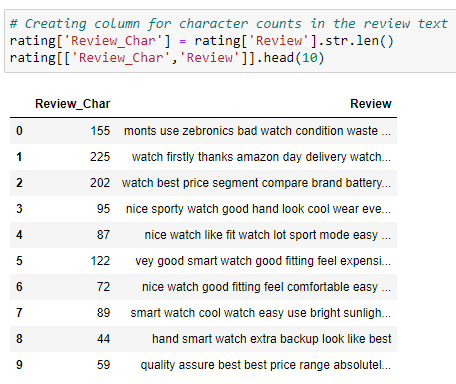 # Creating column for character counts in the review text
rating['Review_Char'] = rating['Review'].str.len()
rating[['Review_Char','Review']].head(10)
Review_Char Review
0 155 monts use zebronics bad watch condition waste ...
1 225 watch firstly thanks amazon day delivery watch...
2 202 watch best price segment compare brand battery...
3 95 nice sporty watch good hand look cool wear eve...
4 87 nice watch like fit watch lot sport mode easy ...
5 122 vey good smart watch good fitting feel expensi...
6 72 nice watch good fitting feel comfortable easy ...
7 89 smart watch cool watch easy use bright sunligh...
8 44 hand smart watch extra backup look like best
9 59 quality assure best best price range absolutel...